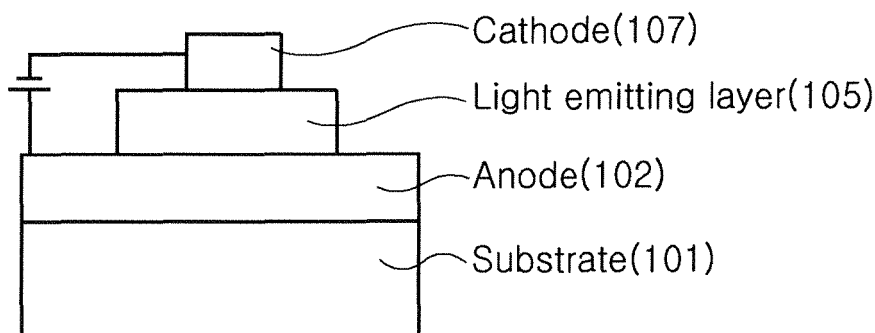 Cathode(107)
Light emitting layer(105)
Anode(102)
Substrate(101)